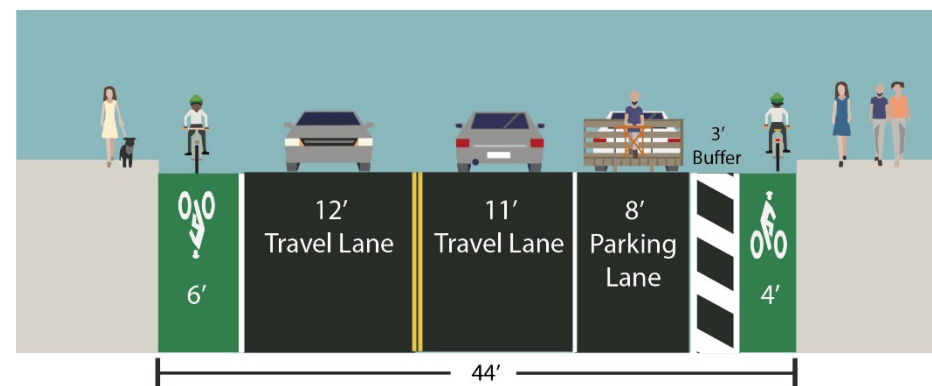 3’
Buffer
12’
Travel Lane
11’
Travel Lane
8’
Parking
Lane
6’
4’
44’